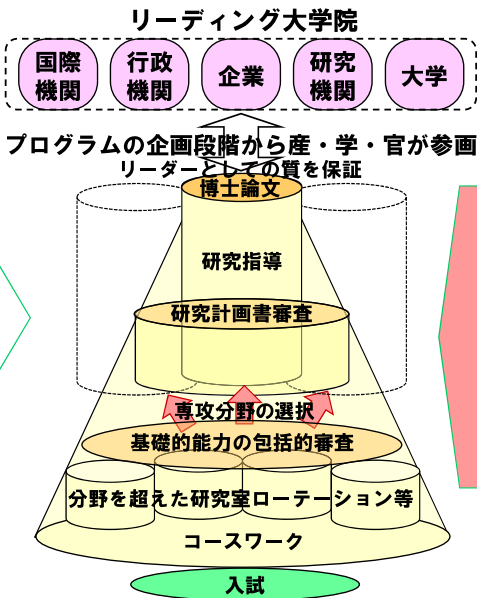 リーディング大学院
国際
機関
行政
機関
企業
研究
機関
大学
プログラムの企画段階から産・学・官が参画
リーダーとしての質を保証
博士論文
研究指導
研究計画書審査
専攻分野の選択
基礎的能力の包括的審査
分野を超えた研究室ローテーション等
コースワーク
入試